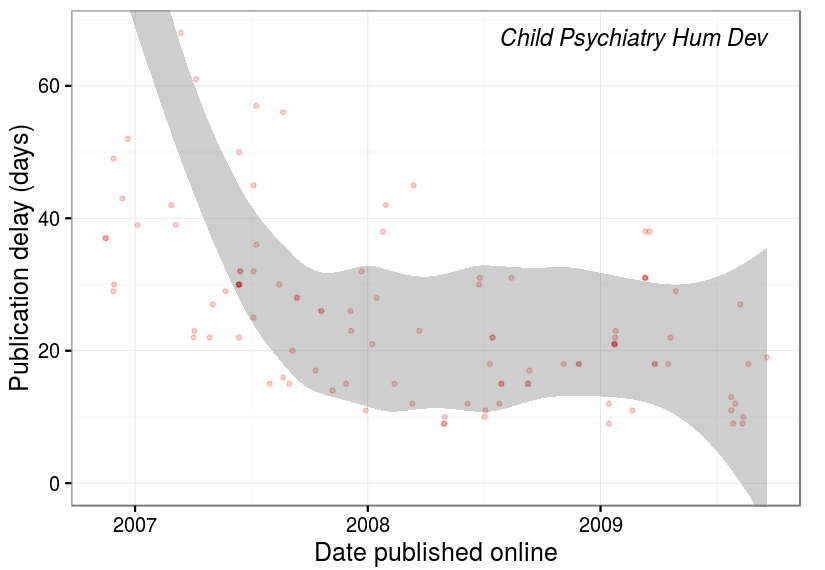 Child Psychiatry Hum Dev
Publication delay (days)
60
40
20
0
2007 2008 2009
Date published online